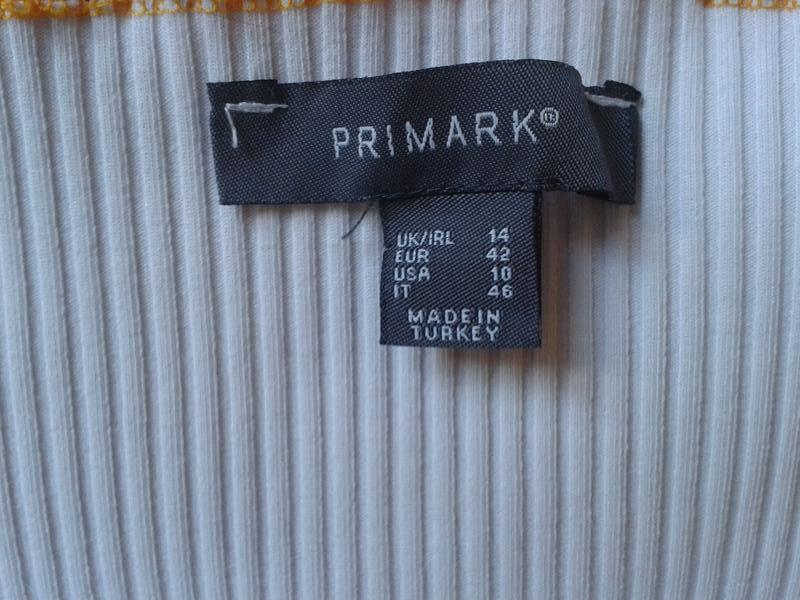 PRIMARK®
UK/IRL 14
EUR 42
USA 10
IT 46
MADE IN
TURKEY